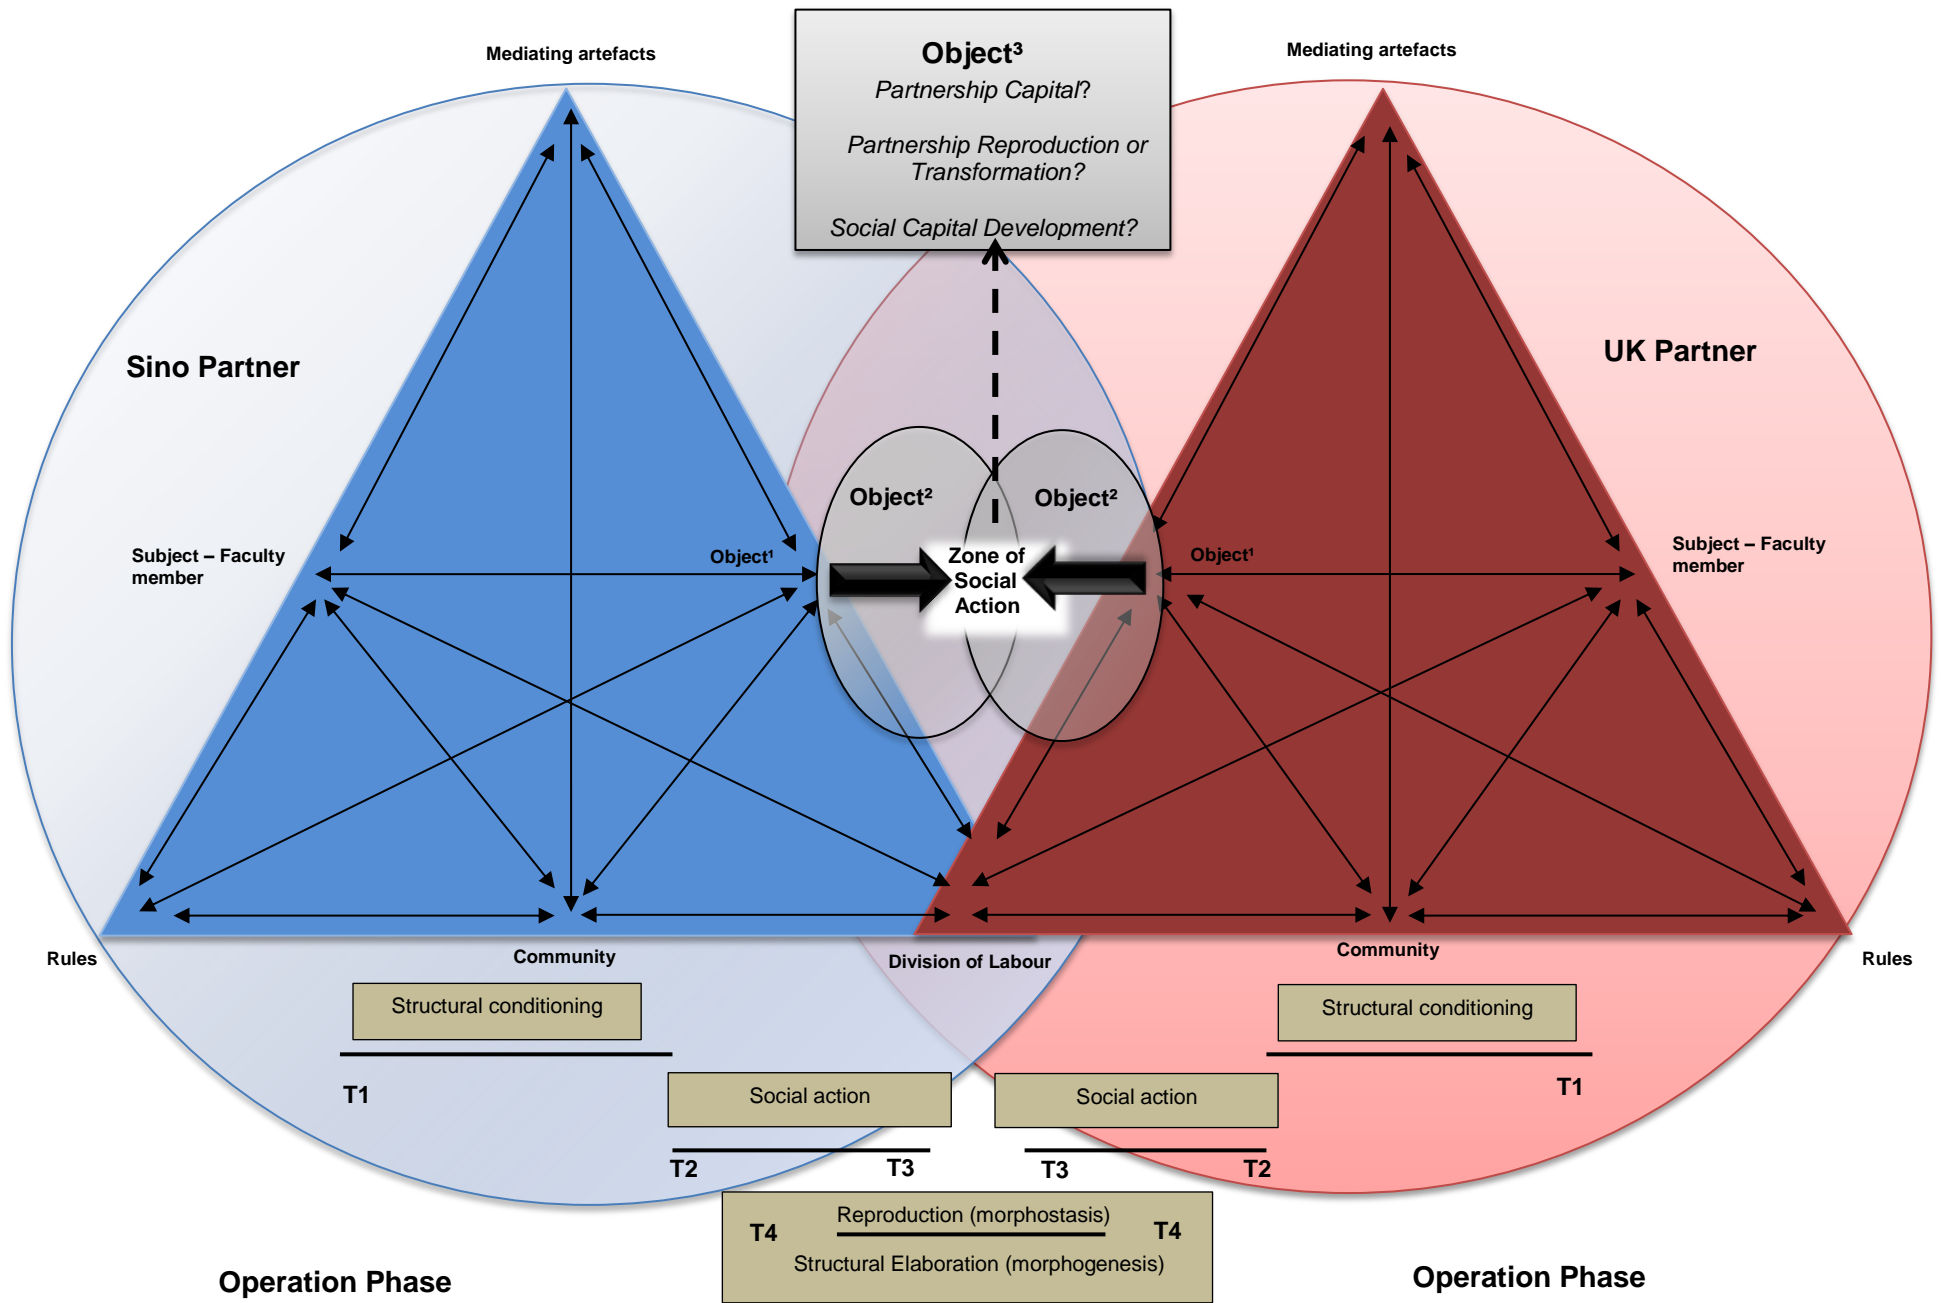 Mediating artefacts
Object³
Partnership Capital?
Partnership Reproduction or
Transformation?
Social Capital Development?
Mediating artefacts
Sino Partner
UK Partner
Object²
Object²
Subject – Faculty
member
Object¹
Zone of
Social
Action
Object¹
Subject – Faculty
member
Rules
Community
Division of Labour
Community
Rules
Structural conditioning
Structural conditioning
T1
T1
Social action
Social action
T2
T3
T3
T2
T4
Reproduction (morphostasis)
T4
Structural Elaboration (morphogenesis)
Operation Phase
Operation Phase